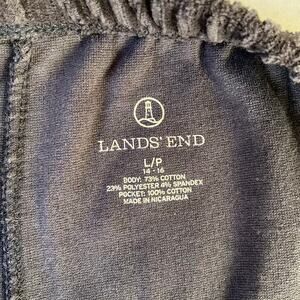 LANDS' END
L/P
14 - 16
BODY: 73% COTTON
23% POLYESTER 4% SPANDEX
POCKET: 100% COTTON
MADE IN NICARAGUA